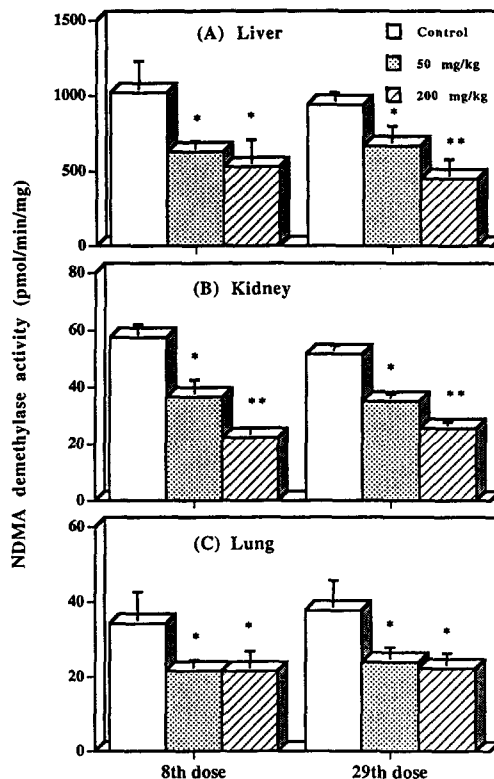 NDMA demethylase activity (pmol/min/mg)
1500
1000
500
0
(A) Liver
Control
50 mg/kg
200 mg/kg
* *
* **
80
60
40
20
0
(B) Kidney
* **
* **
60
40
20
0
(C) Lung
* *
* *
8th dose
29th dose